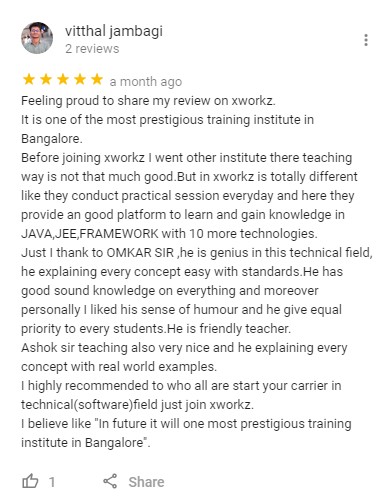 vitthal jambagi
2 reviews
a month ago
Feeling proud to share my review on xworkz.
It is one of the most prestigious training institute in
Bangalore.
Before joining xworkz I went other institute there teaching
way is not that much good.But in xworkz is totally different
like they conduct practical session everyday and here they
provide an good platform to learn and gain knowledge in
JAVA,JEE,FRAMEWORK with 10 more technologies.
Just I thank to OMKAR SIR ,he is genius in this technical field,
he explaining every concept easy with standards.He has
good sound knowledge on everything and moreover
personally I liked his sense of humour and he give equal
priority to every students.He is friendly teacher.
Ashok sir teaching also very nice and he explaining every
concept with real world examples.
I highly recommended to who all are start your carrier in
technical(software)field just join xworkz.
I believe like "In future it will one most prestigious training
institute in Bangalore".
1 Share